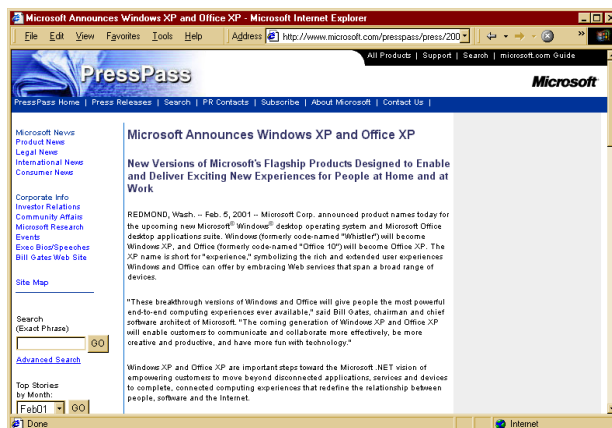 Microsoft Announces Windows XP and Office XP - Microsoft Internet Explorer
File Edit View Favorites Tools Help Address http://www.microsoft.com/presspass/press/200 »
All Products | Support | Search | microsoft.com Guide
PressPass
Microsoft
PressPass Home | Press Releases | Search | PR Contacts | Subscribe | About Microsoft | Contact Us |
Microsoft News
Product News
Legal News
International News
Consumer News
Corporate Info
Investor Relations
Community Affairs
Microsoft Research
Events
Exec Bios/Speeches
Bill Gates Web Site
Site Map
Search
(Exact Phrase)
GO
Advanced Search
Top Stories
by Month:
Feb01 GO
Microsoft Announces Windows XP and Office XP
New Versions of Microsoft's Flagship Products Designed to Enable
and Deliver Exciting New Experiences for People at Home and at
Work
REDMOND, Wash. -- Feb. 5, 2001 -- Microsoft Corp. announced product names today for
the upcoming new Microsoft® Windows® desktop operating system and Microsoft Office
desktop applications suite. Windows (formerly code-named "Whistler") will become
Windows XP, and Office (formerly code-named "Office 10") will become Office XP. The
XP name is short for "experience," symbolizing the rich and extended user experiences
Windows and Office can offer by embracing Web services that span a broad range of
devices.
"These breakthrough versions of Windows and Office will give people the most powerful
end-to-end computing experiences ever available," said Bill Gates, chairman and chief
software architect of Microsoft. "The coming generation of Windows XP and Office XP
will enable customers to communicate and collaborate more effectively, be more
creative and productive, and have more fun with technology."
Windows XP and Office XP are important steps toward the Microsoft .NET vision of
empowering customers to move beyond disconnected applications, services and devices
to complete, connected computing experiences that redefine the relationship between
people, software and the Internet.
Done
Internet